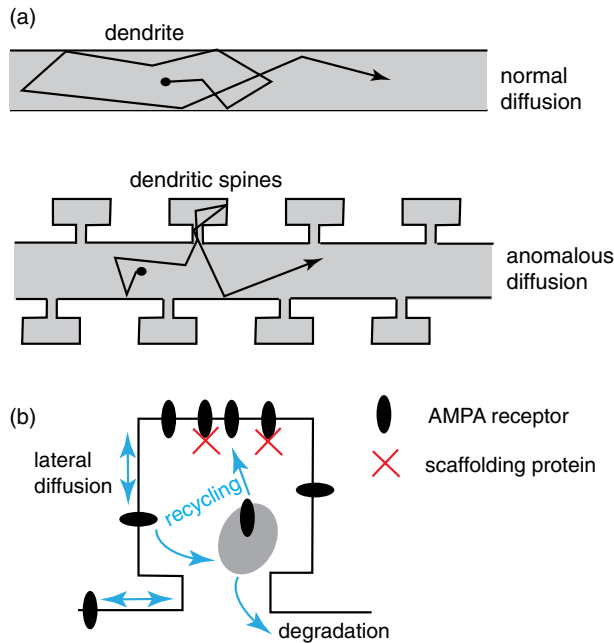 (a)
dendrite
normal
diffusion
dendritic spines
anomalous
diffusion
(b)
AMPA receptor
scaffolding protein
lateral
diffusion
recycling
degradation